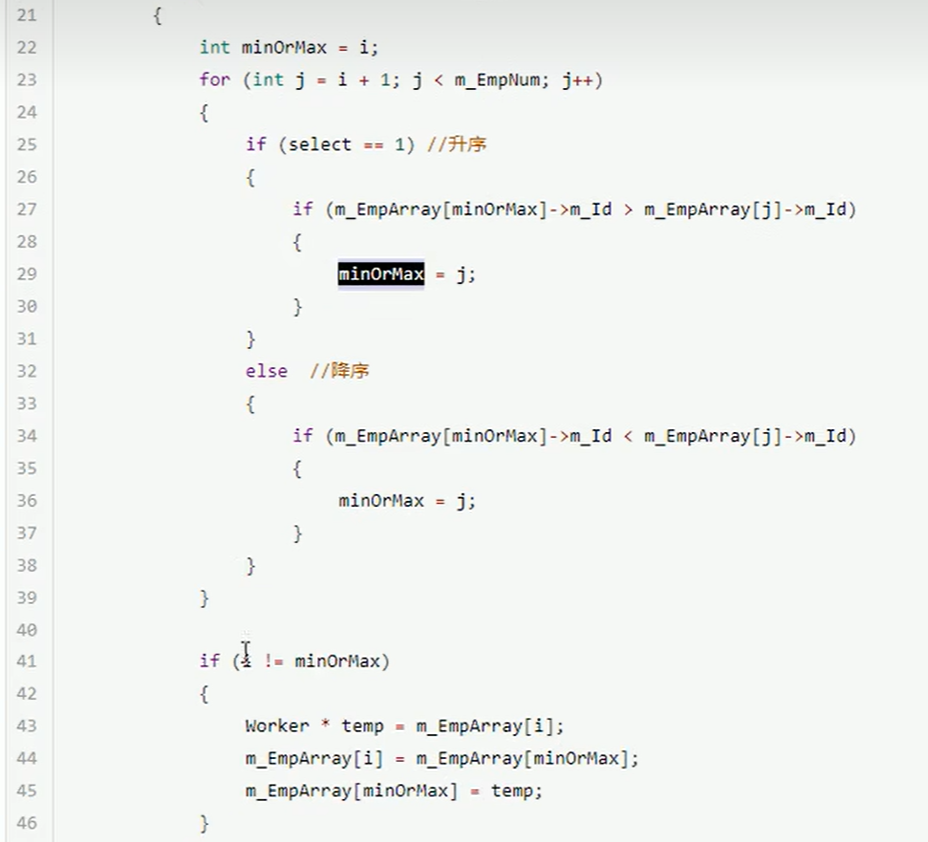 21 {
22 int minOrMax = i;
23 for (int j = i + 1; j < m_EmpNum; j++)
24 {
25 if (select == 1) //升序
26 {
27 if (m_EmpArray[minOrMax]->m_Id > m_EmpArray[j]->m_Id)
28 {
29 minOrMax = j;
30 }
31 }
32 else //降序
33 {
34 if (m_EmpArray[minOrMax]->m_Id < m_EmpArray[j]->m_Id)
35 {
36 minOrMax = j;
37 }
38 }
39 }
40
41 if (i != minOrMax)
42 {
43 Worker * temp = m_EmpArray[i];
44 m_EmpArray[i] = m_EmpArray[minOrMax];
45 m_EmpArray[minOrMax] = temp;
46 }